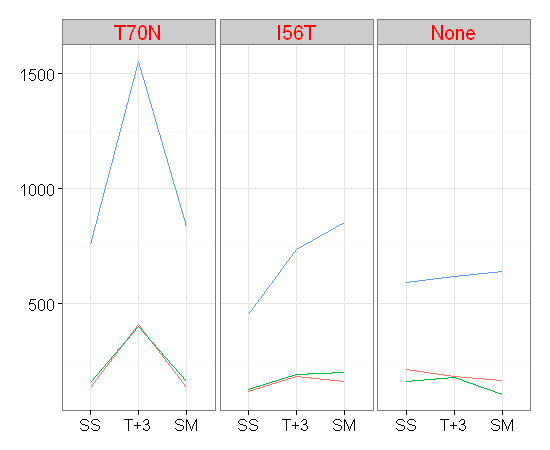 T70N I56T None
1500
1000
500
SS T+3 SM SS T+3 SM SS T+3 SM